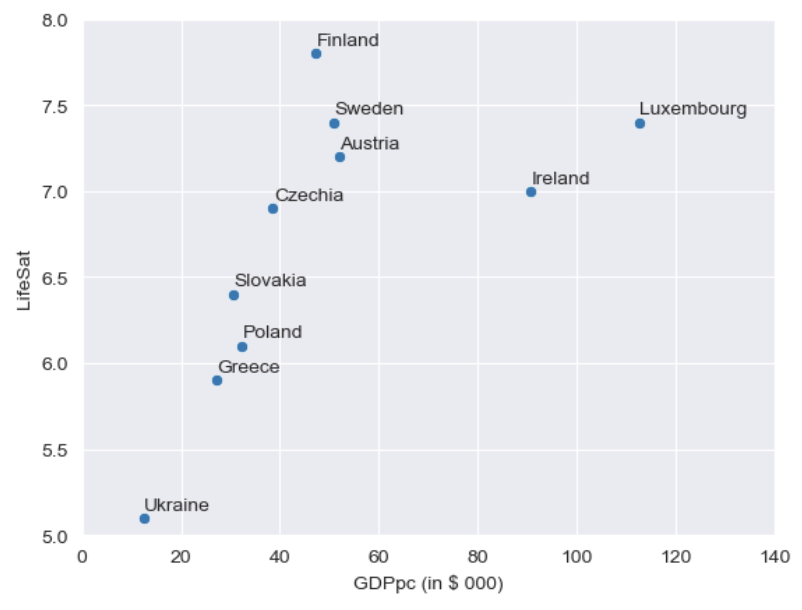 8.0
Finland
7.5
Sweden
Luxembourg
Austria
7.0
Ireland
Czechia
6.5
Slovakia
LifeSat
Poland
6.0
Greece
5.5
Ukraine
5.0
0 20 40 60 80 100 120 140
GDPpc (in $ 000)